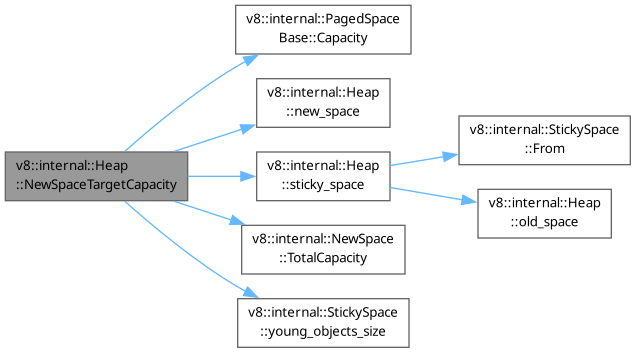 v8::internal::PagedSpace
Base::Capacity
v8::internal::Heap
::new_space
v8::internal::StickySpace
::From
v8::internal::Heap
::NewSpaceTargetCapacity
v8::internal::Heap
::sticky_space
v8::internal::Heap
::old_space
v8::internal::NewSpace
::TotalCapacity
v8::internal::StickySpace
::young_objects_size